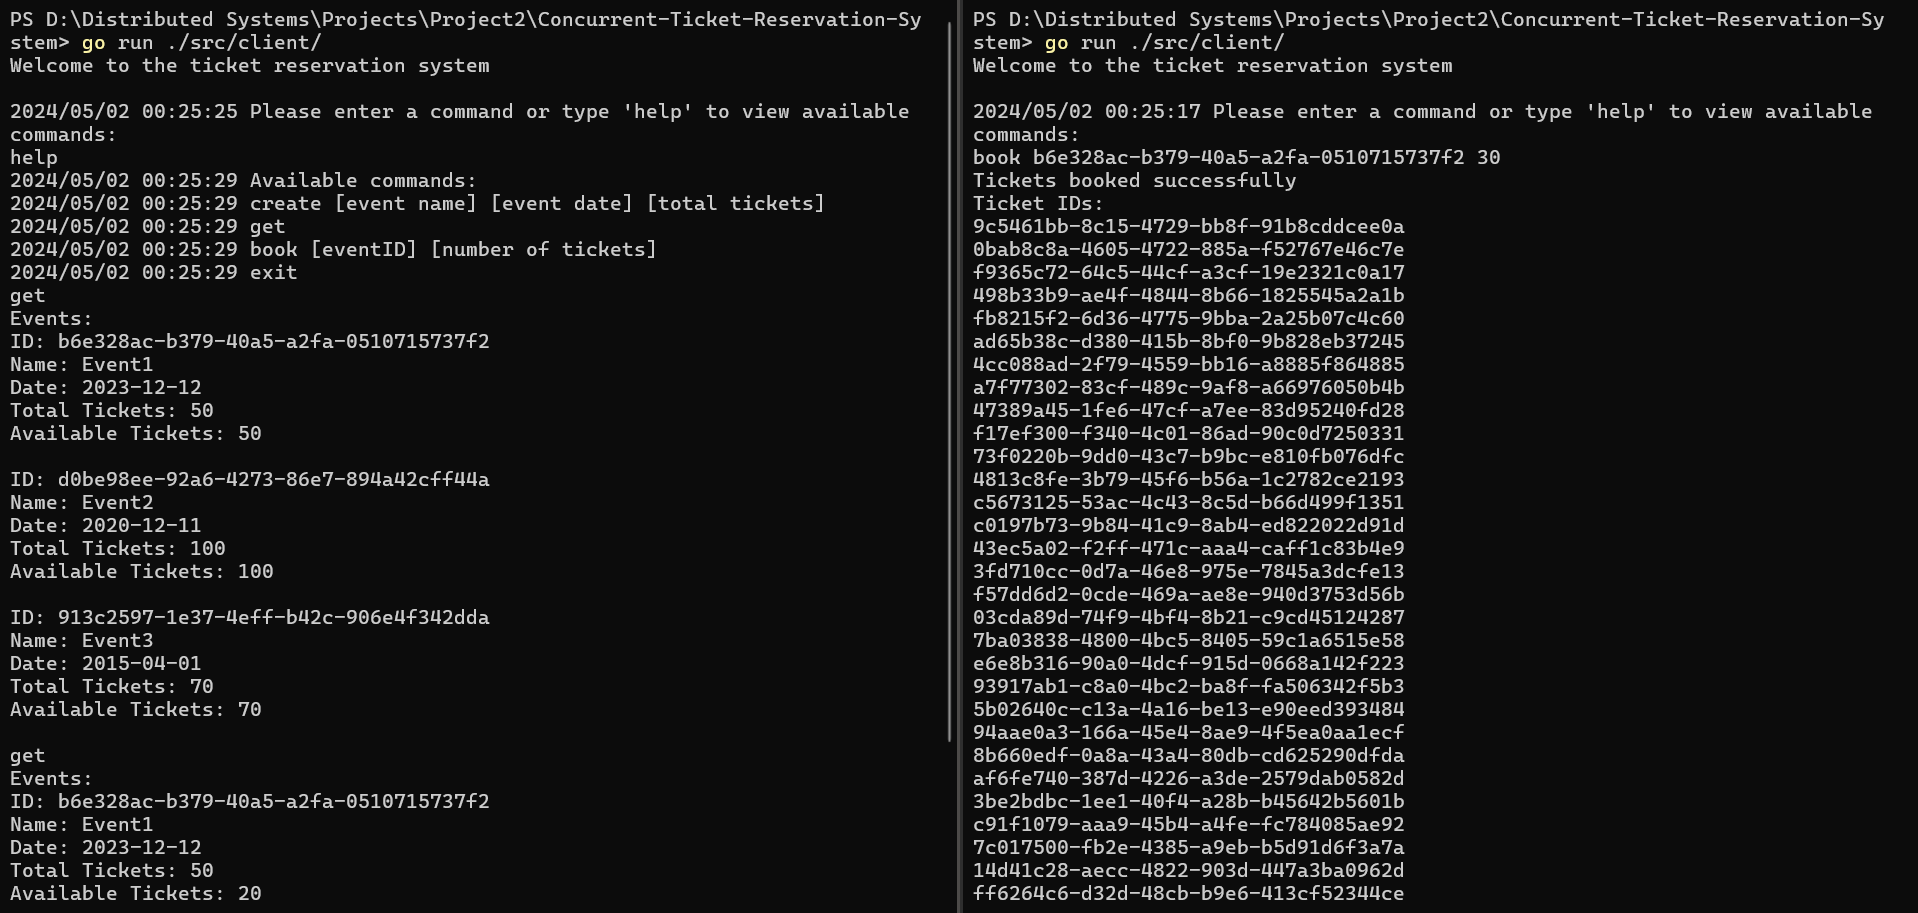 PS D:\Distributed Systems\Projects\Project2\Concurrent-Ticket-Reservation-Sy
stem> go run ./src/client/
Welcome to the ticket reservation system
2024/05/02 00:25:25 Please enter a command or type 'help' to view available
commands:
help
2024/05/02 00:25:29 Available commands:
2024/05/02 00:25:29 create [event name] [event date] [total tickets]
2024/05/02 00:25:29 get
2024/05/02 00:25:29 book [eventID] [number of tickets]
2024/05/02 00:25:29 exit
get
Events:
ID: b6e328ac-b379-40a5-a2fa-0510715737f2
Name: Event1
Date: 2023-12-12
Total Tickets: 50
Available Tickets: 50
ID: d0be98ee-92a6-4273-86e7-894a42cff44a
Name: Event2
Date: 2020-12-11
Total Tickets: 100
Available Tickets: 100
ID: 913c2597-1e37-4eff-b42c-906e4f342dda
Name: Event3
Date: 2015-04-01
Total Tickets: 70
Available Tickets: 70
get
Events:
ID: b6e328ac-b379-40a5-a2fa-0510715737f2
Name: Event1
Date: 2023-12-12
Total Tickets: 50
Available Tickets: 20
PS D:\Distributed Systems\Projects\Project2\Concurrent-Ticket-Reservation-Sy
stem> go run ./src/client/
Welcome to the ticket reservation system
2024/05/02 00:25:17 Please enter a command or type 'help' to view available
commands:
book b6e328ac-b379-40a5-a2fa-0510715737f2 30
Tickets booked successfully
Ticket IDs:
9c5461bb-8c15-4729-bb8f-91b8cddcee0a
0bab8c8a-4605-4722-885a-f52767e46c7e
f9365c72-64c5-44cf-a3cf-19e2321c0a17
498b33b9-ae4f-4844-8b66-1825545a2a1b
fb8215f2-6d36-4775-9bba-2a25b07c4c60
ad65b38c-d380-415b-8bf0-9b828eb37245
4cc088ad-2f79-4559-bb16-a8885f864885
a7f77302-83cf-489c-9af8-a66976050b4b
47389a45-1fe6-47cf-a7ee-83d95240fd28
f17ef300-f340-4c01-86ad-90c0d7250331
73f0220b-9dd0-43c7-b9bc-e810fb076dfc
4813c8fe-3b79-45f6-b56a-1c2782ce2193
c5673125-53ac-4c43-8c5d-b66d499f1351
c0197b73-9b84-41c9-8ab4-ed822022d91d
43ec5a02-f2ff-471c-aaa4-caff1c83b4e9
3fd710cc-0d7a-46e8-975e-7845a3dcfe13
f57dd6d2-0cde-469a-ae8e-940d3753d56b
03cda89d-74f9-4bf4-8b21-c9cd45124287
7ba03838-4800-4bc5-8405-59c1a6515e58
e6e8b316-90a0-4dcf-915d-0668a142f223
93917ab1-c8a0-4bc2-ba8f-fa506342f5b3
5b02640c-c13a-4a16-be13-e90eed393484
94aae0a3-166a-45e4-8ae9-4f5ea0aa1ecf
8b660edf-0a8a-43a4-80db-cd625290dfda
af6fe740-387d-4226-a3de-2579dab0582d
3be2bdbc-1ee1-40f4-a28b-b45642b5601b
c91f1079-aaa9-45b4-a4fe-fc784085ae92
7c017500-fb2e-4385-a9eb-b5d91d6f3a7a
14d41c28-aecc-4822-903d-447a3ba0962d
ff6264c6-d32d-48cb-b9e6-413cf52344ce